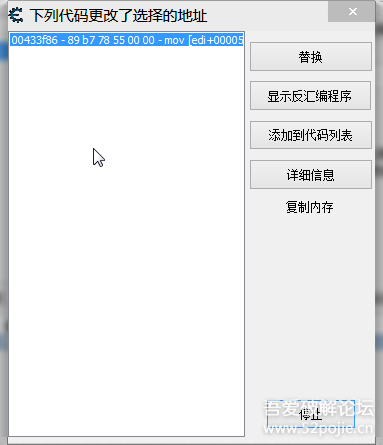 下列代码更改了选择的地址
00433f86 - 89 b7 78 55 00 00 - mov [edi+00005
替换
显示反汇编程序
添加到代码列表
详细信息
复制内存
停止
吾爱破解论坛
www.52pojie.cn